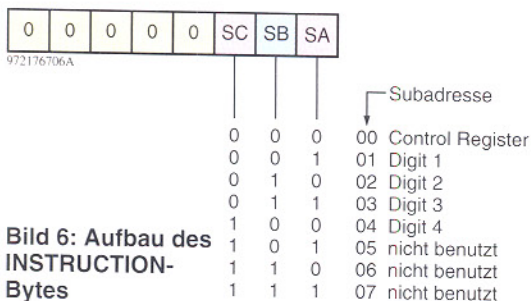 0 0 0 0 0 SC SB SA
972176706A
Subadresse
0 0 0 00 Control Register
0 0 1 01 Digit 1
0 1 0 02 Digit 2
0 1 1 03 Digit 3
1 0 0 04 Digit 4
1 0 1 05 nicht benutzt
1 1 0 06 nicht benutzt
1 1 1 07 nicht benutzt
Bild 6: Aufbau des
INSTRUCTION-
Bytes